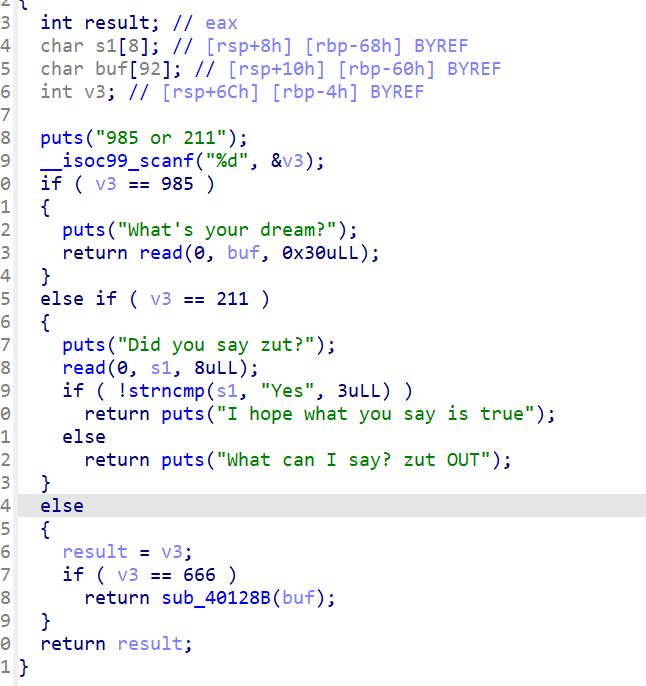 2 {
3   int result; // eax
4   char s1[8]; // [rsp+8h] [rbp-68h] BYREF
5   char buf[92]; // [rsp+10h] [rbp-60h] BYREF
6   int v3; // [rsp+6Ch] [rbp-4h] BYREF
7
8   puts("985 or 211");
9   __isoc99_scanf("%d", &v3);
0   if ( v3 == 985 )
1   {
2     puts("What's your dream?");
3     return read(0, buf, 0x30uLL);
4   }
5   else if ( v3 == 211 )
6   {
7     puts("Did you say zut?");
8     read(0, s1, 8uLL);
9     if ( !strncmp(s1, "Yes", 3uLL) )
0       return puts("I hope what you say is true");
1     else
2       return puts("What can I say? zut OUT");
3   }
4   else
5   {
6     result = v3;
7     if ( v3 == 666 )
8       return sub_40128B(buf);
9   }
0   return result;
1 }